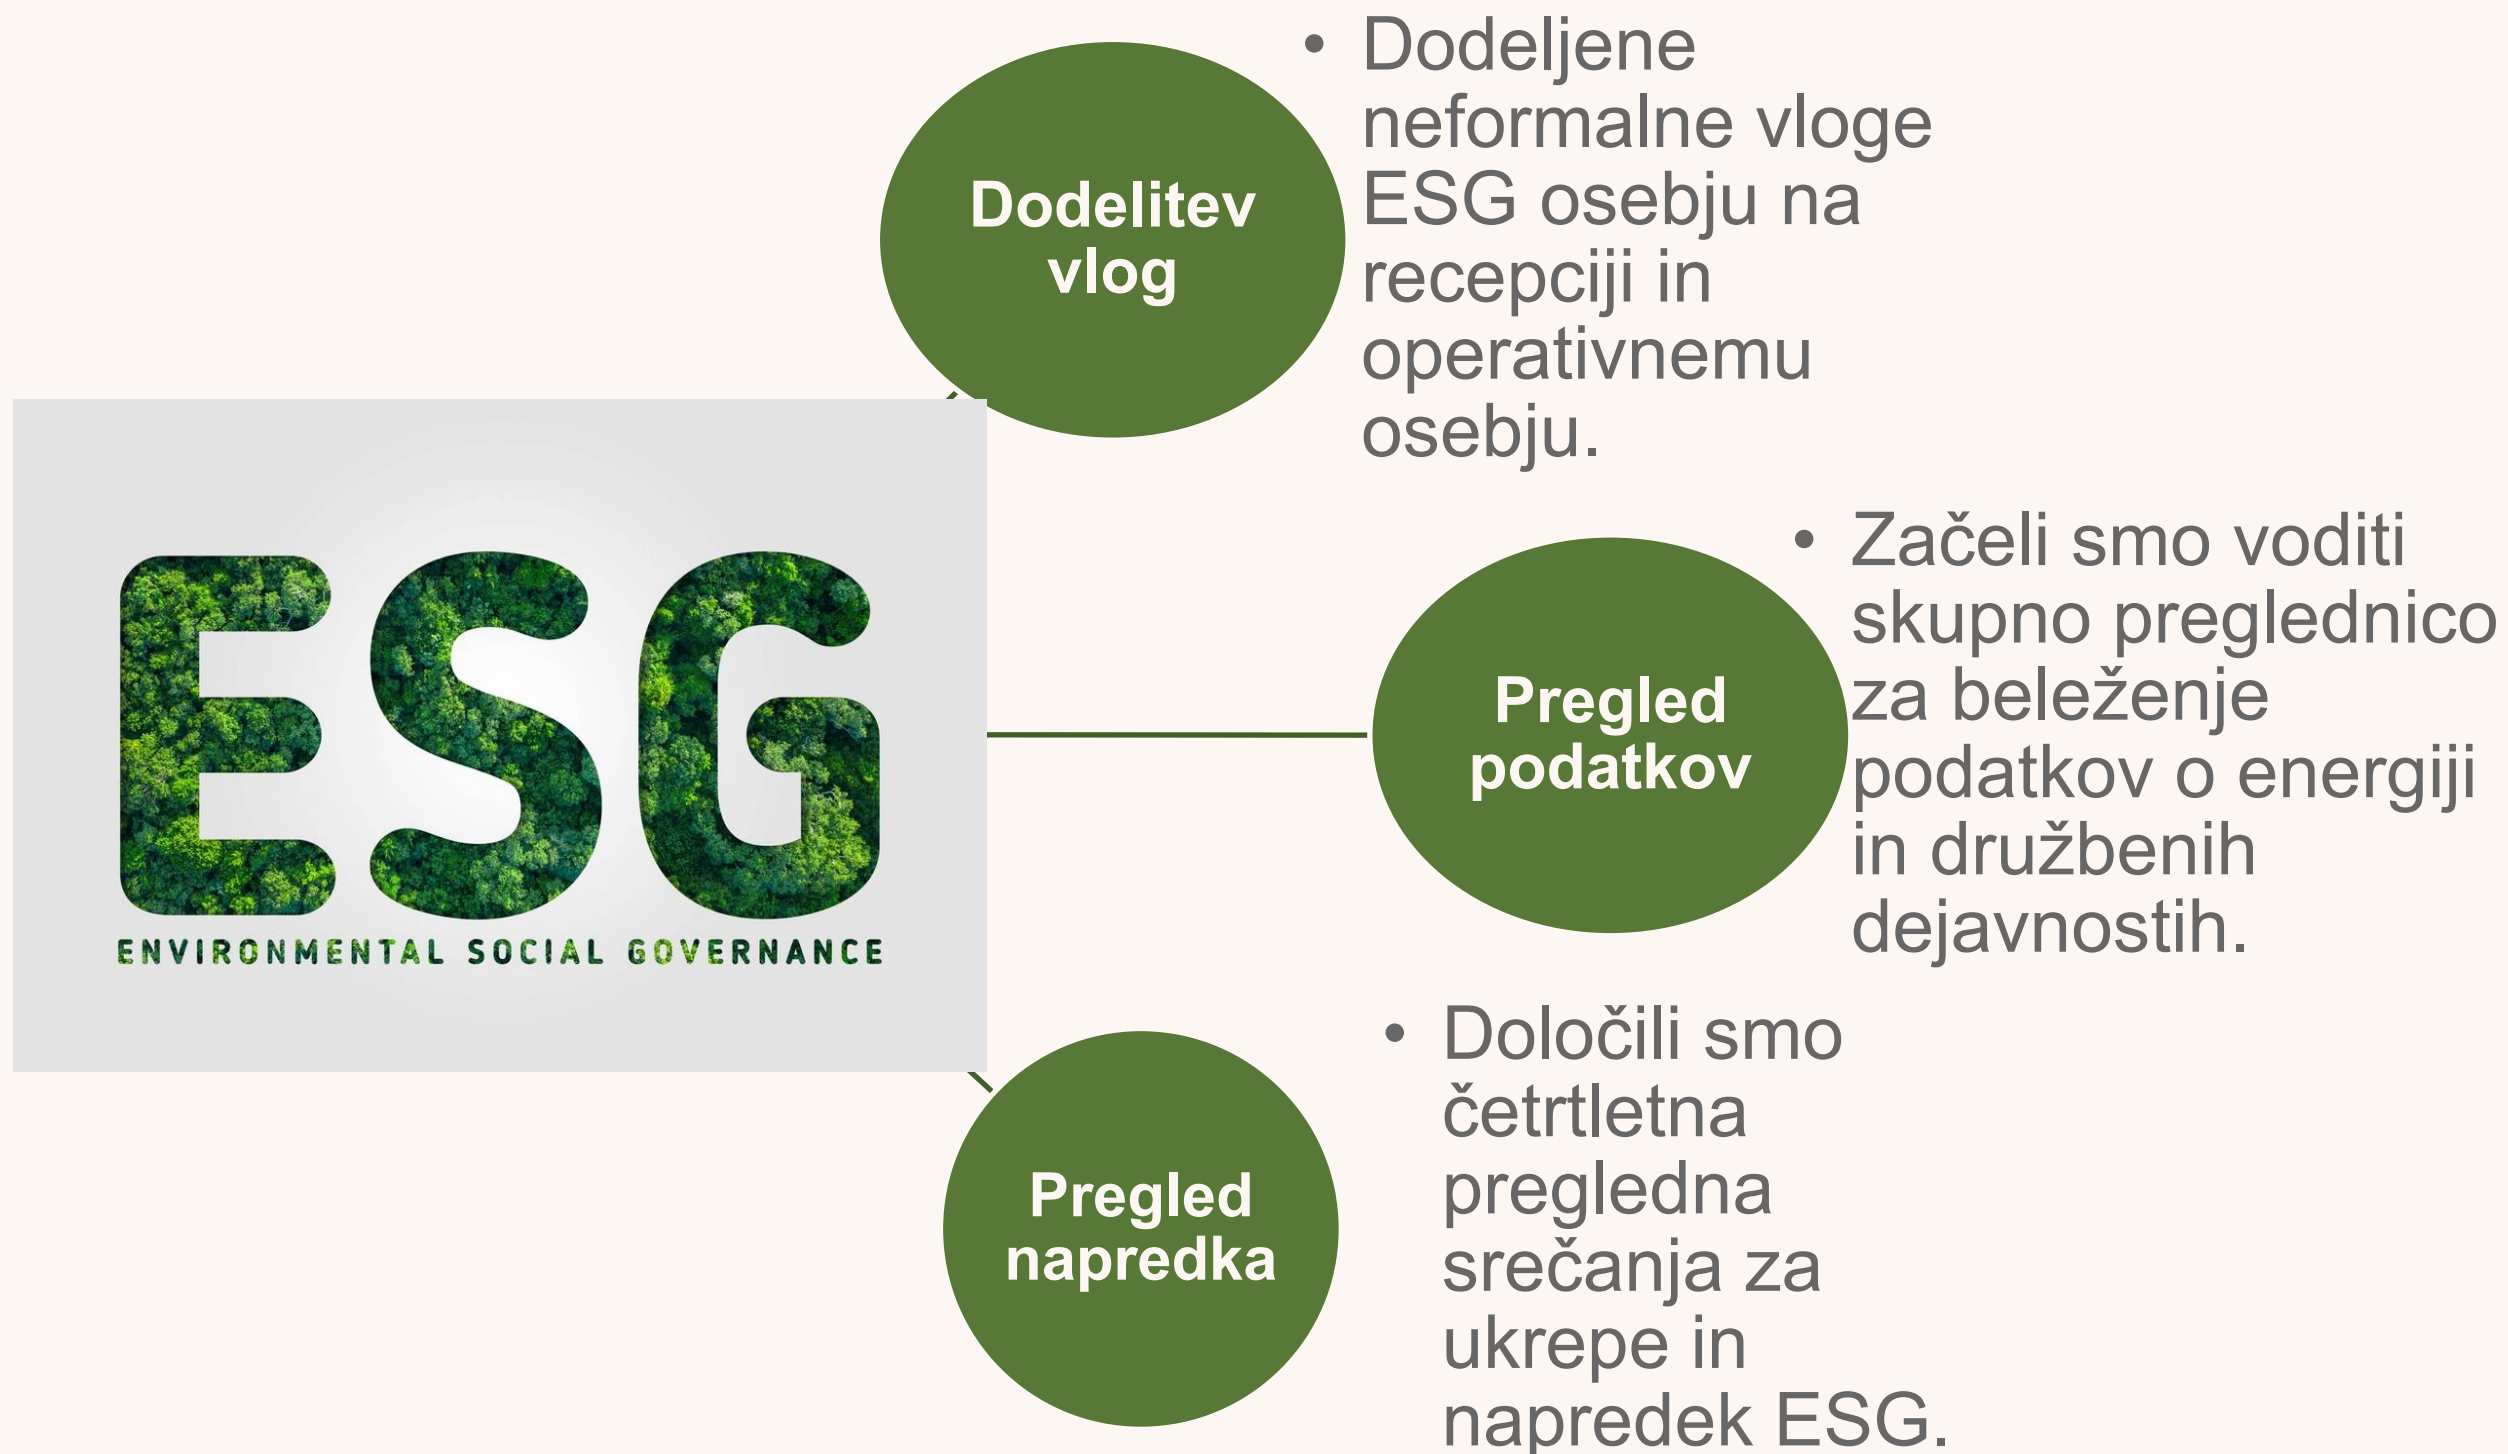 Dodelitev
vlog
• Dodeljene
neformalne vloge
ESG osebju na
recepciji in
operativnemu
osebju.
ESG
ENVIRONMENTAL SOCIAL GOVERNANCE
Pregled
podatkov
• Začeli smo voditi
skupno preglednico
za beleženje
podatkov o energiji
in družbenih
dejavnostih.
Pregled
napredka
• Določili smo
četrtletna
pregledna
srečanja za
ukrepe in
napredek ESG.